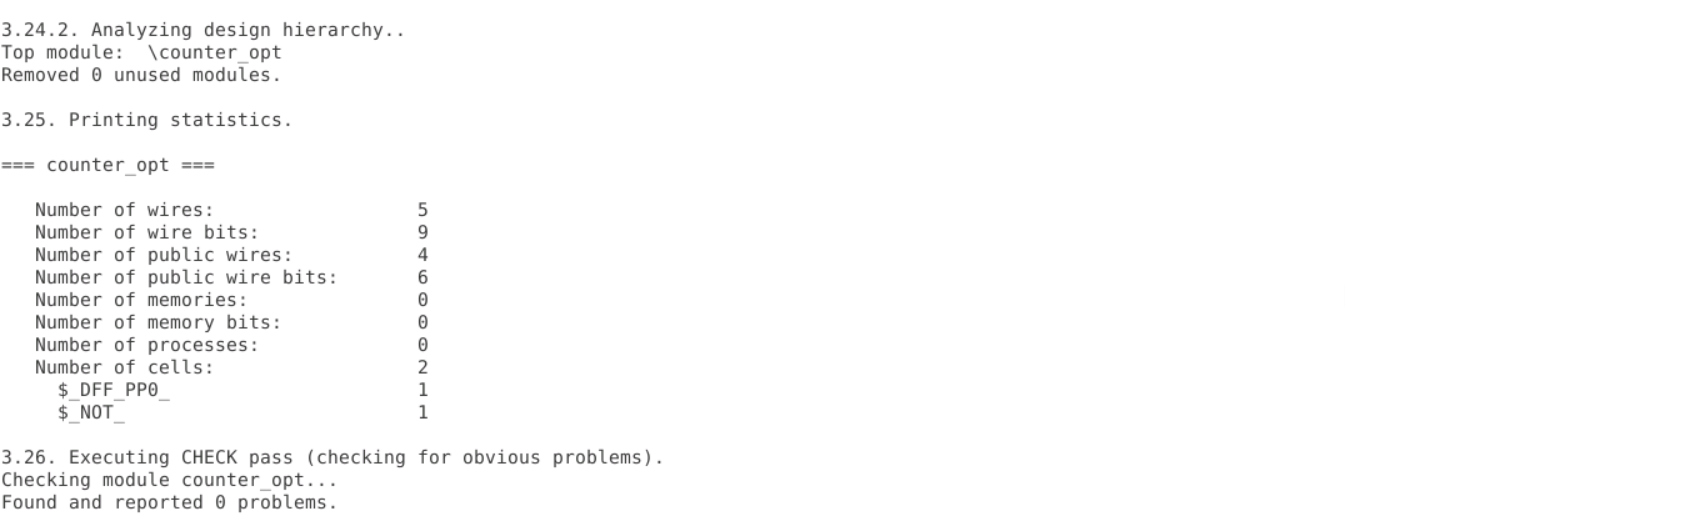 3.24.2. Analyzing design hierarchy..
Top module:  \counter_opt
Removed 0 unused modules.

3.25. Printing statistics.

=== counter_opt ===

   Number of wires:                  5
   Number of wire bits:              9
   Number of public wires:           4
   Number of public wire bits:       6
   Number of memories:               0
   Number of memory bits:            0
   Number of processes:              0
   Number of cells:                  2
     $_DFF_PP0_                      1
     $_NOT_                          1

3.26. Executing CHECK pass (checking for obvious problems).
Checking module counter_opt...
Found and reported 0 problems.